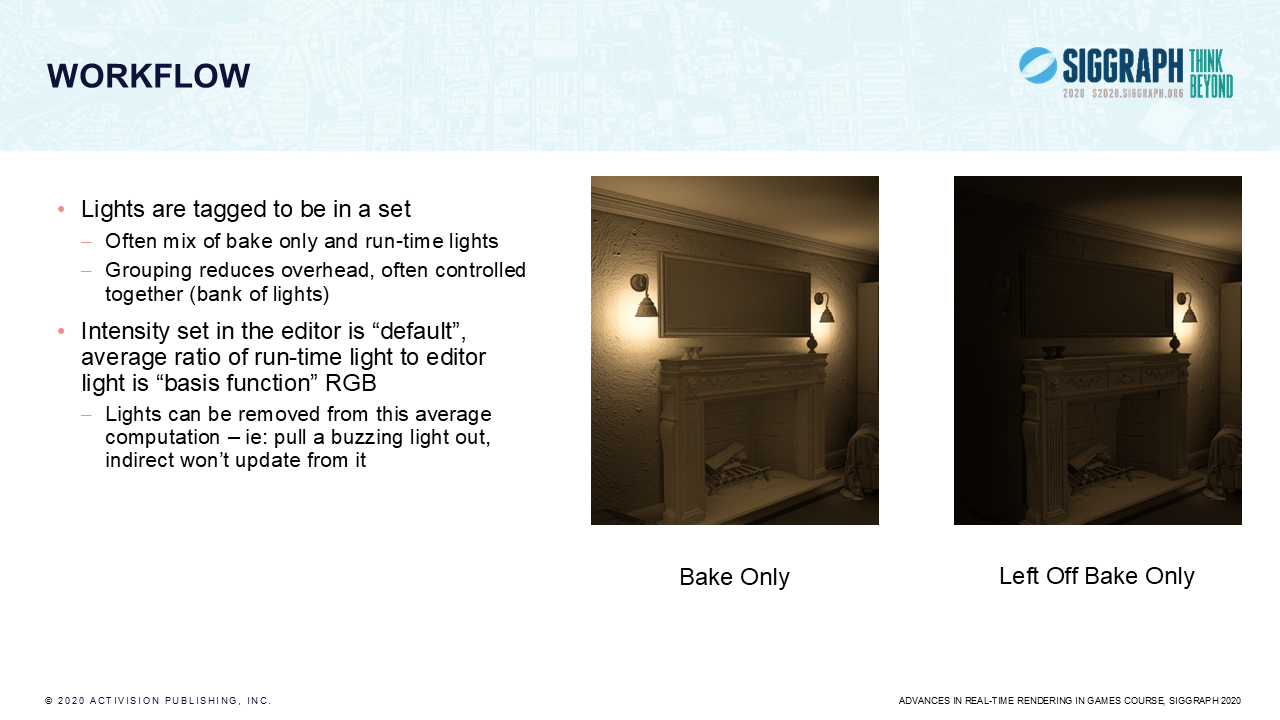 WORKFLOW
SIGGRAPH THINK BEYOND
2020 S2020.SIGGRAPH.ORG
• Lights are tagged to be in a set
– Often mix of bake only and run-time lights
– Grouping reduces overhead, often controlled
together (bank of lights)
• Intensity set in the editor is “default”,
average ratio of run-time light to editor
light is “basis function” RGB
– Lights can be removed from this average
computation – ie: pull a buzzing light out,
indirect won’t update from it
Bake Only
Left Off Bake Only
© 2020 ACTIVISION PUBLISHING, INC.
ADVANCES IN REAL-TIME RENDERING IN GAMES COURSE, SIGGRAPH 2020